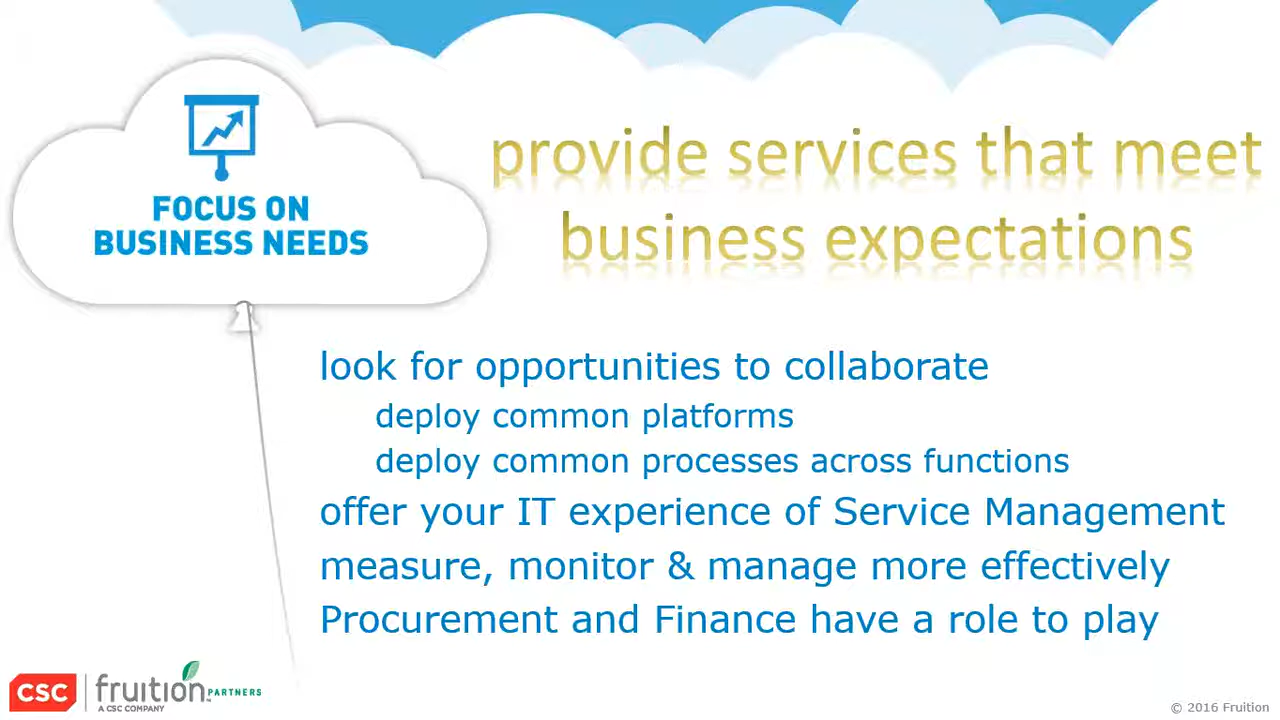 FOCUS ON
BUSINESS NEEDS
provide services that meet
business expectations
look for opportunities to collaborate
deploy common platforms
deploy common processes across functions
offer your IT experience of Service Management
measure, monitor & manage more effectively
Procurement and Finance have a role to play
CSC
fruition PARTNERS
A CSC COMPANY
© 2016 Fruition